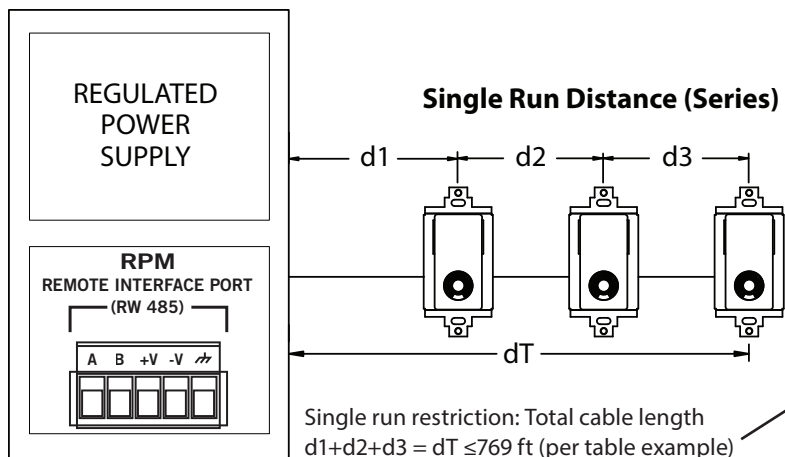 REGULATED
POWER
SUPPLY
Single Run Distance (Series)
d1
d2
d3
RPM
REMOTE INTERFACE PORT
(RW 485)
A B +V -V
dT
Single run restriction: Total cable length
d1+d2+d3 = dT ≤769 ft (per table example)